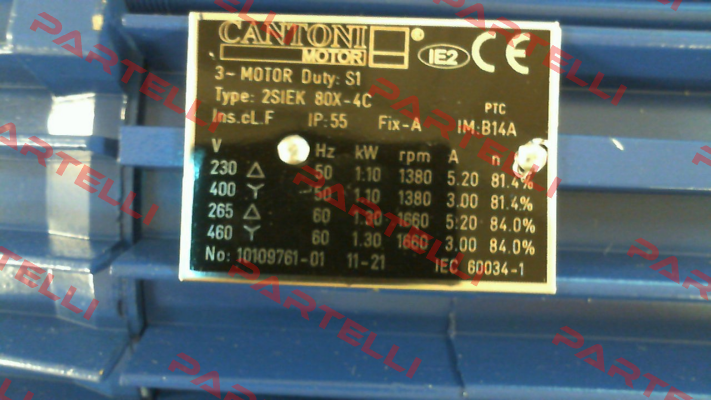 CANTONI
MOTOR ® IE2 CE
3~ MOTOR Duty: S1
Type: 2SIEK 80X-4C PTC
Ins.cL.F IP:55 Fix-A IM:B14A
V Hz kW rpm A n
230 △ 50 1:10 1380 5.20 81.4%
400 Y 50 1.10 1380 3.00 81.4%
265 △ 60 1:30 1660 5:20 84.0%
460 Y 60 1.30 1660 3.00 84.0%
No: 10109761-01 11-21 IEC 60034-1
PARTELLI
PARTELLI
PARTELLI
PARTELLI
PARTELLI
PARTELLI
PARTELLI